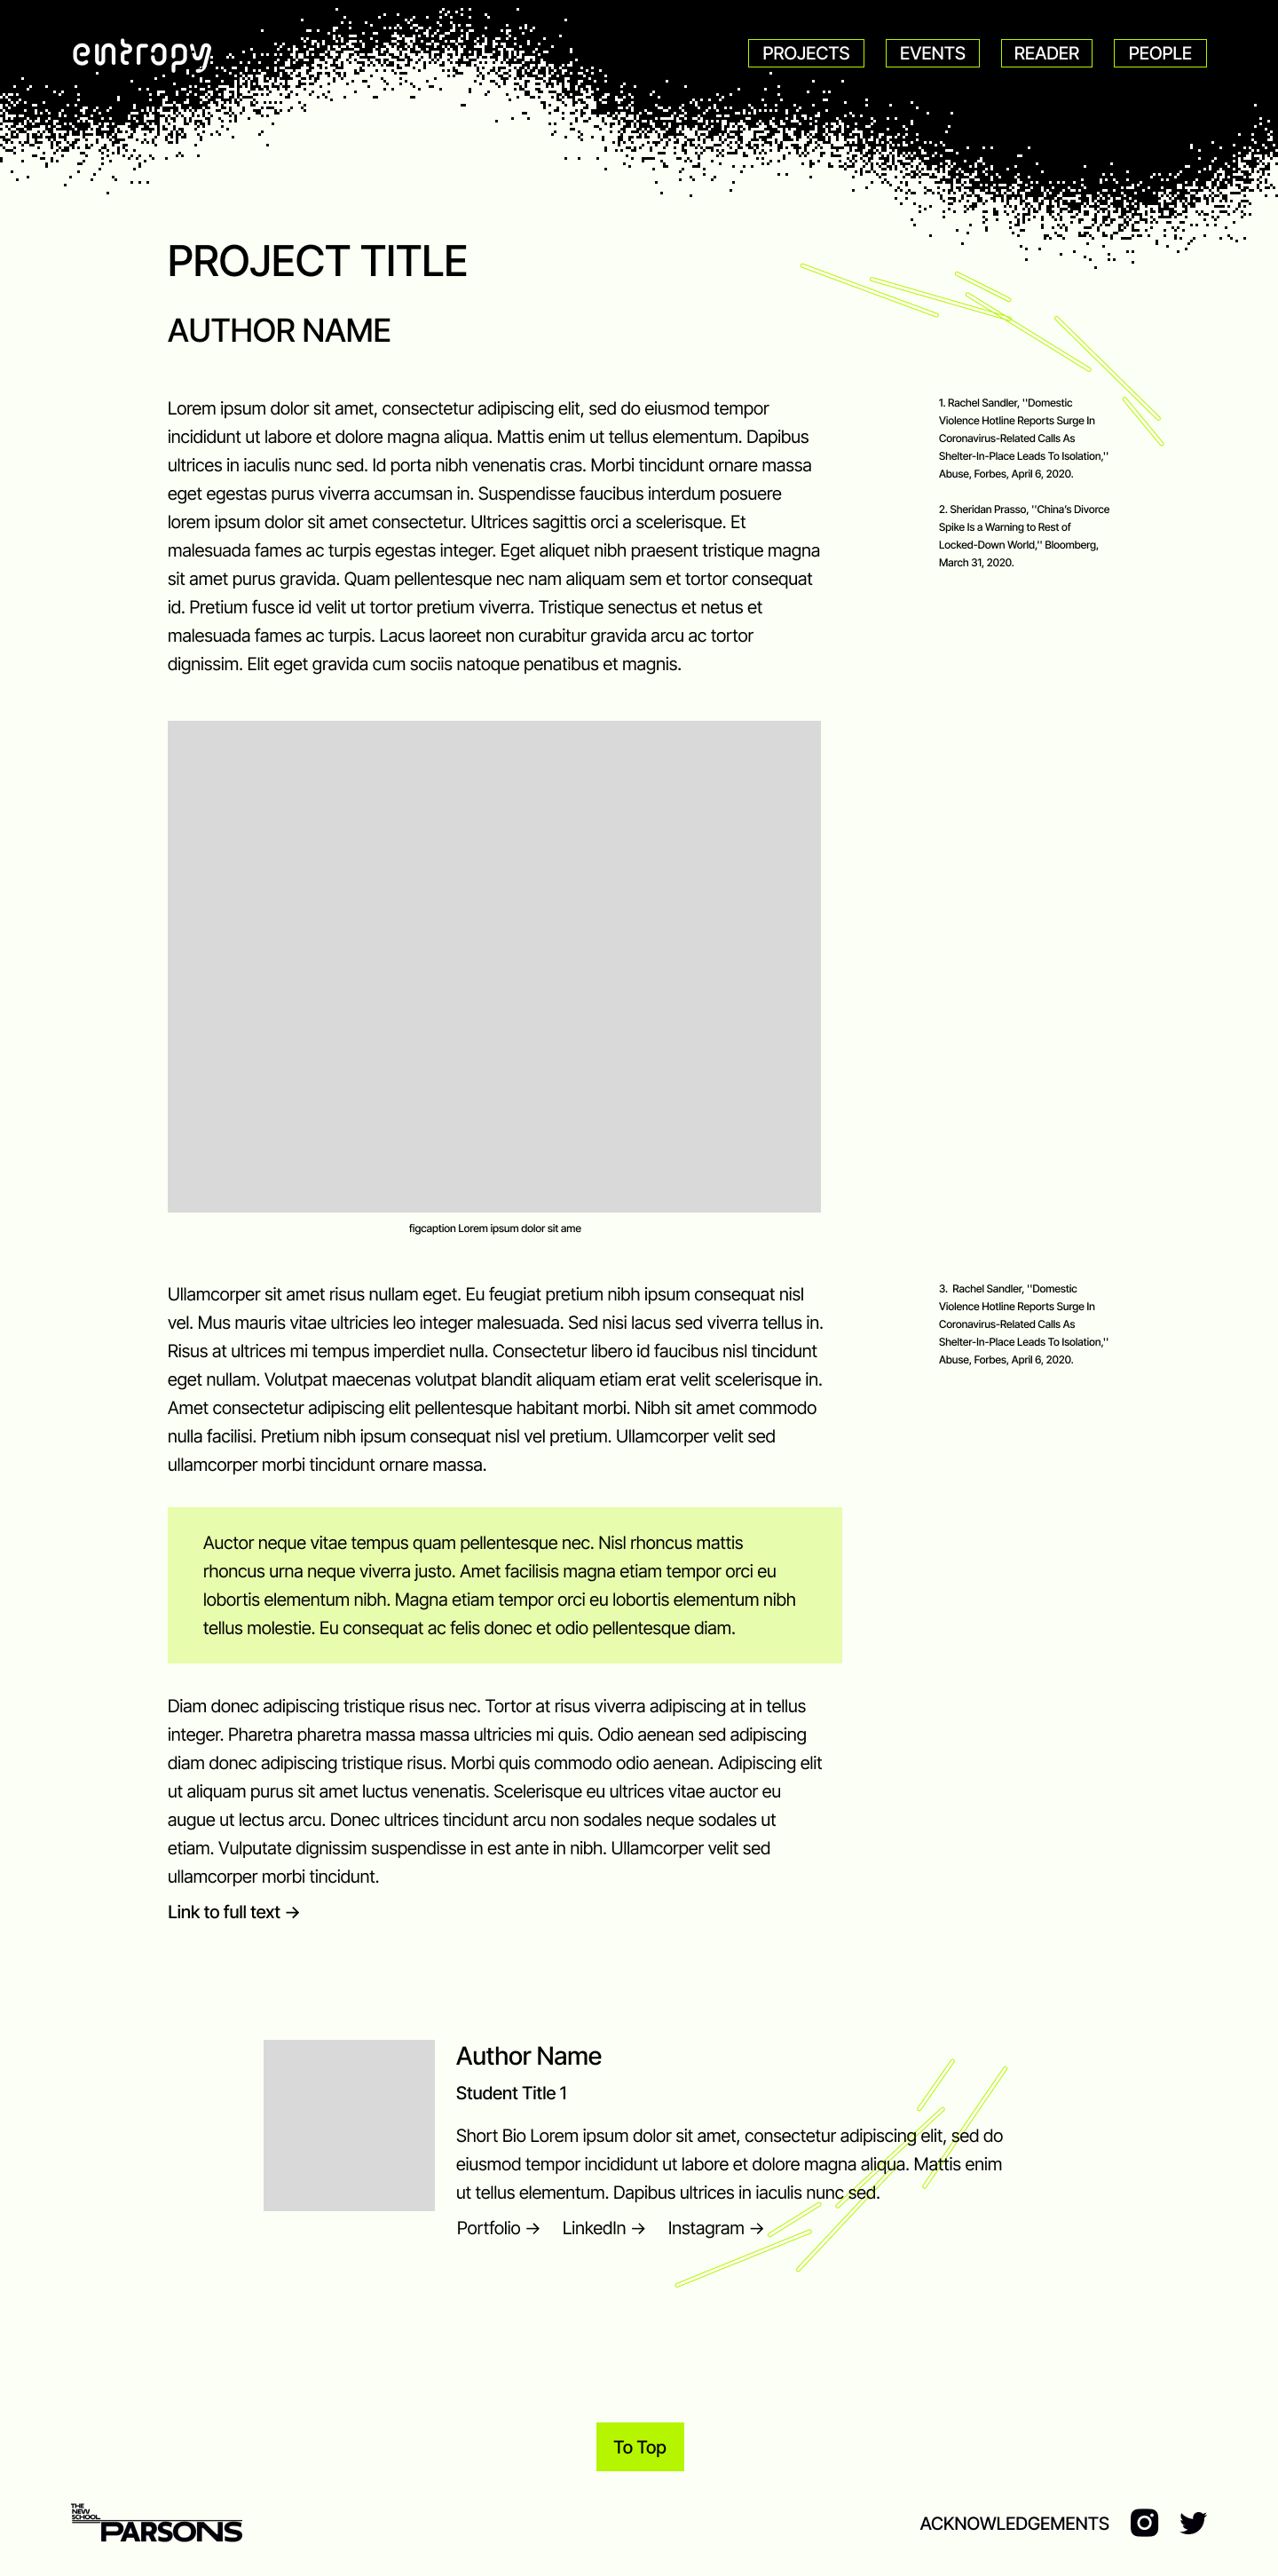 entropy
PROJECTS EVENTS READER PEOPLE
PROJECT TITLE
AUTHOR NAME
Lorem ipsum dolor sit amet, consectetur adipiscing elit, sed do eiusmod tempor
incididunt ut labore et dolore magna aliqua. Mattis enim ut tellus elementum. Dapibus
ultrices in iaculis nunc sed. Id porta nibh venenatis cras. Morbi tincidunt ornare massa
eget egestas purus viverra accumsan in. Suspendisse faucibus interdum posuere
lorem ipsum dolor sit amet consectetur. Ultrices sagittis orci a scelerisque. Et
malesuada fames ac turpis egestas integer. Eget aliquet nibh praesent tristique magna
sit amet purus gravida. Quam pellentesque nec nam aliquam sem et tortor consequat
id. Pretium fusce id velit ut tortor pretium viverra. Tristique senectus et netus et
malesuada fames ac turpis. Lacus laoreet non curabitur gravida arcu ac tortor
dignissim. Elit eget gravida cum sociis natoque penatibus et magnis.
1. Rachel Sandler, ''Domestic
Violence Hotline Reports Surge In
Coronavirus-Related Calls As
Shelter-In-Place Leads To Isolation,''
Abuse, Forbes, April 6, 2020.
2. Sheridan Prasso, ''China's Divorce
Spike Is a Warning to Rest of
Locked-Down World,'' Bloomberg,
March 31, 2020.
figcaption Lorem ipsum dolor sit ame
Ullamcorper sit amet risus nullam eget. Eu feugiat pretium nibh ipsum consequat nisl
vel. Mus mauris vitae ultricies leo integer malesuada. Sed nisi lacus sed viverra tellus in.
Risus at ultrices mi tempus imperdiet nulla. Consectetur libero id faucibus nisl tincidunt
eget nullam. Volutpat maecenas volutpat blandit aliquam etiam erat velit scelerisque in.
Amet consectetur adipiscing elit pellentesque habitant morbi. Nibh sit amet commodo
nulla facilisi. Pretium nibh ipsum consequat nisl vel pretium. Ullamcorper velit sed
ullamcorper morbi tincidunt ornare massa.
3. Rachel Sandler, ''Domestic
Violence Hotline Reports Surge In
Coronavirus-Related Calls As
Shelter-In-Place Leads To Isolation,''
Abuse, Forbes, April 6, 2020.
Auctor neque vitae tempus quam pellentesque nec. Nisl rhoncus mattis
rhoncus urna neque viverra justo. Amet facilisis magna etiam tempor orci eu
lobortis elementum nibh. Magna etiam tempor orci eu lobortis elementum nibh
tellus molestie. Eu consequat ac felis donec et odio pellentesque diam.
Diam donec adipiscing tristique risus nec. Tortor at risus viverra adipiscing at in tellus
integer. Pharetra pharetra massa massa ultricies mi quis. Odio aenean sed adipiscing
diam donec adipiscing tristique risus. Morbi quis commodo odio aenean. Adipiscing elit
ut aliquam purus sit amet luctus venenatis. Scelerisque eu ultrices vitae auctor eu
augue ut lectus arcu. Donec ultrices tincidunt arcu non sodales neque sodales ut
etiam. Vulputate dignissim suspendisse in est ante in nibh. Ullamcorper velit sed
ullamcorper morbi tincidunt.
Link to full text →
Author Name
Student Title 1
Short Bio Lorem ipsum dolor sit amet, consectetur adipiscing elit, sed do
eiusmod tempor incididunt ut labore et dolore magna aliqua. Mattis enim
ut tellus elementum. Dapibus ultrices in iaculis nunc sed.
Portfolio → LinkedIn → Instagram →
To Top
THE
NEW
SCHOOL
PARSONS
ACKNOWLEDGEMENTS